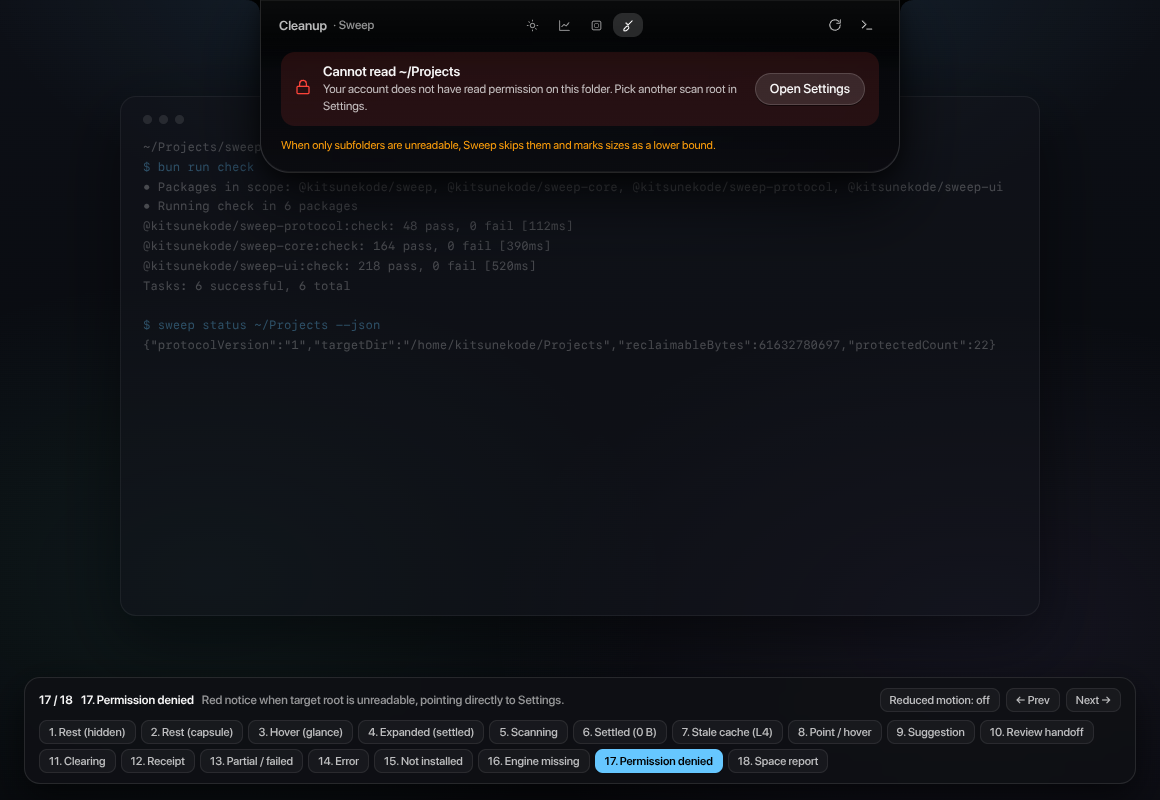 Cleanup · Sweep
Cannot read ~/Projects
Your account does not have read permission on this folder. Pick another scan root in
Settings.
Open Settings
When only subfolders are unreadable, Sweep skips them and marks sizes as a lower bound.
~/Projects/sweep
$ bun run check
● Packages in scope: @kitsunekode/sweep, @kitsunekode/sweep-core, @kitsunekode/sweep-protocol, @kitsunekode/sweep-ui
● Running check in 6 packages
@kitsunekode/sweep-protocol:check: 48 pass, 0 fail [112ms]
@kitsunekode/sweep-core:check: 164 pass, 0 fail [390ms]
@kitsunekode/sweep-ui:check: 218 pass, 0 fail [520ms]
Tasks: 6 successful, 6 total
$ sweep status ~/Projects --json
{"protocolVersion":"1","targetDir":"/home/kitsunekode/Projects","reclaimableBytes":61632780697,"protectedCount":22}
17 / 18 17. Permission denied Red notice when target root is unreadable, pointing directly to Settings. Reduced motion: off ← Prev Next →
1. Rest (hidden) 2. Rest (capsule) 3. Hover (glance) 4. Expanded (settled) 5. Scanning 6. Settled (0 B) 7. Stale cache (L4) 8. Point / hover 9. Suggestion 10. Review handoff
11. Clearing 12. Receipt 13. Partial / failed 14. Error 15. Not installed 16. Engine missing 17. Permission denied 18. Space report